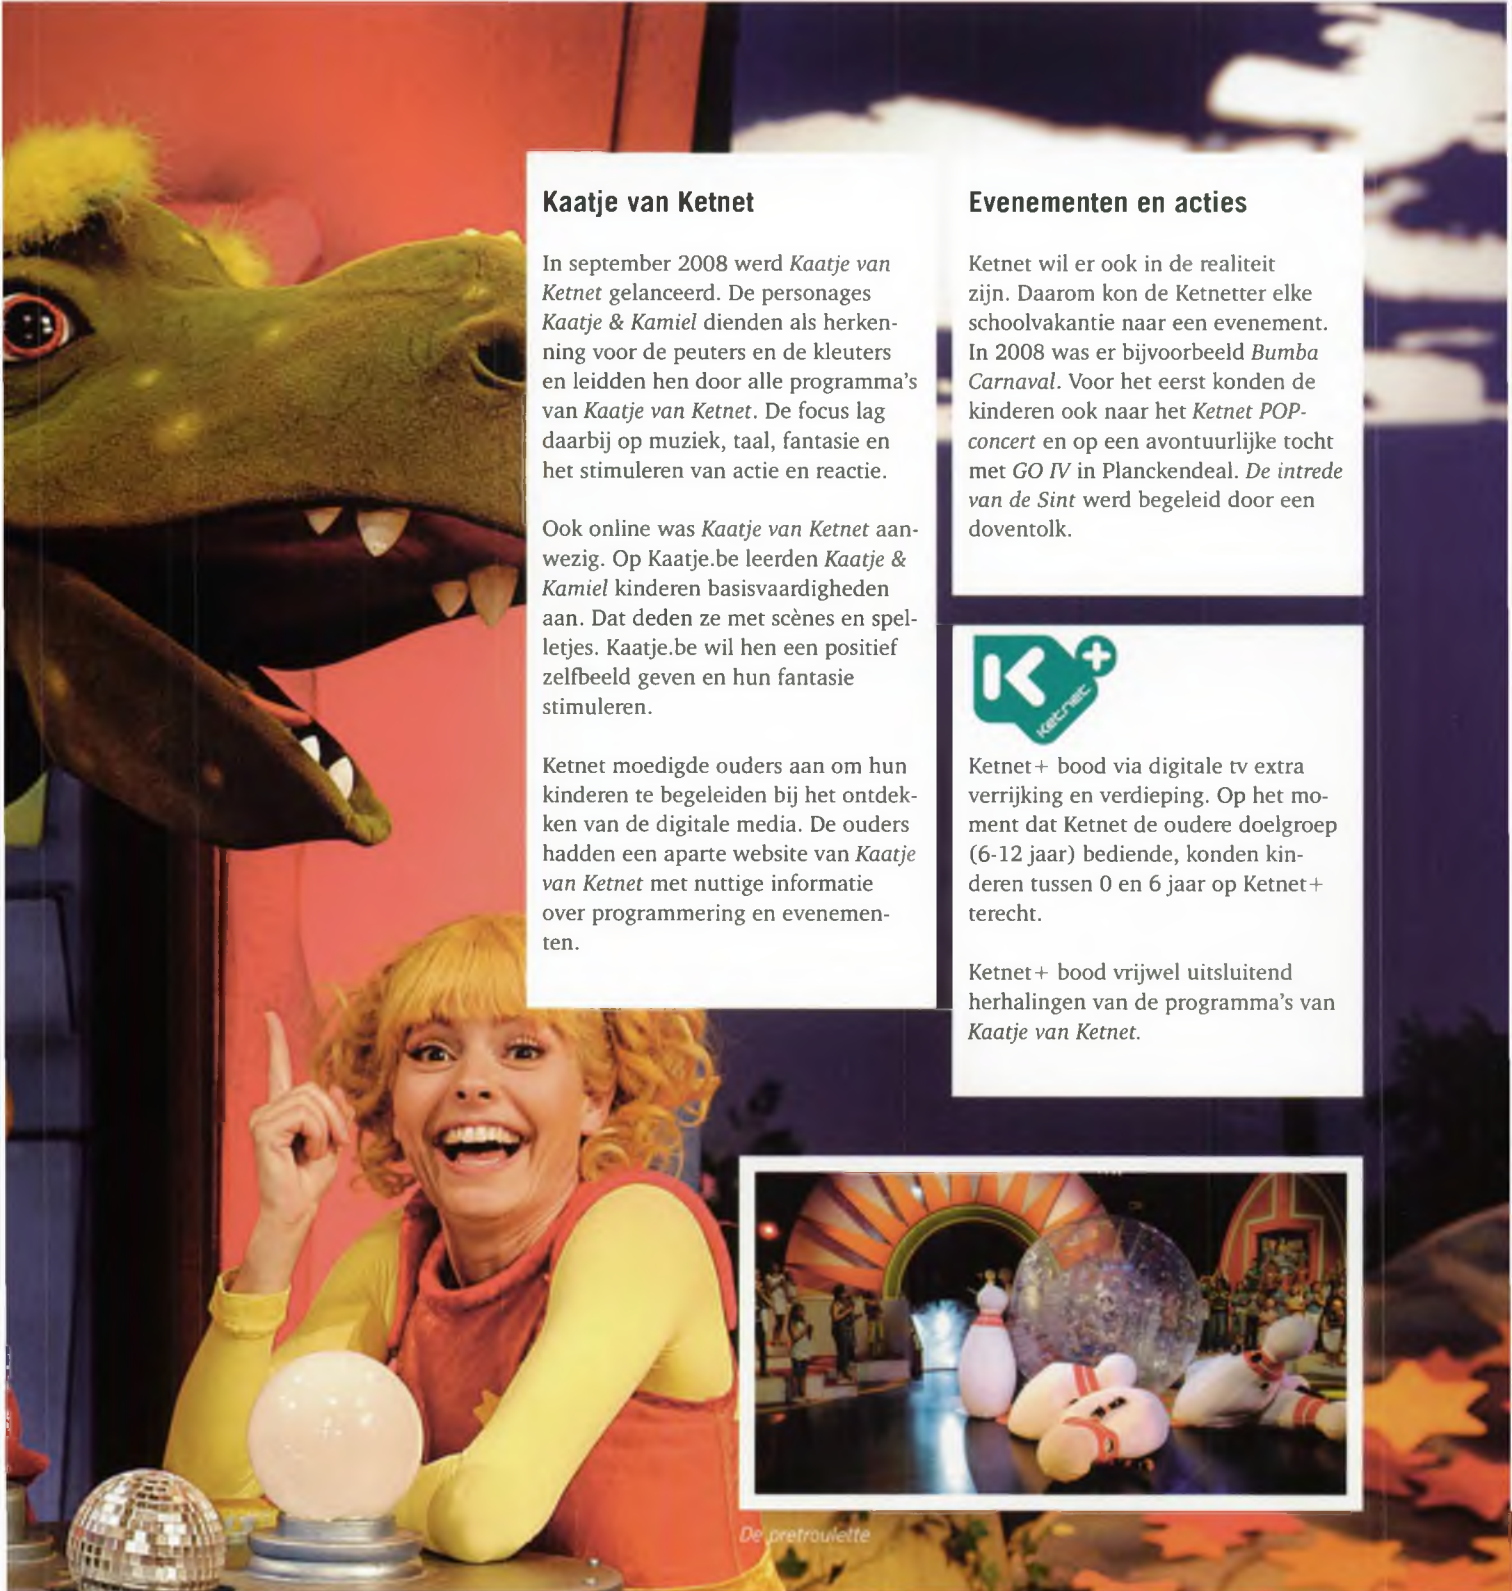 Kaatje van Ketnet
In september 2008 werd Kaatje van
Ketnet gelanceerd. De personages
Kaatje & Kamiel dienden als herken-
ning voor de peuters en de kleuters
en leidden hen door alle programma's
van Kaatje van Ketnet. De focus lag
daarbij op muziek, taal, fantasie en
het stimuleren van actie en reactie.
Ook online was Kaatje van Ketnet aan-
wezig. Op Kaatje.be leerden Kaatje &
Kamiel kinderen basisvaardigheden
aan. Dat deden ze met scènes en spel-
letjes. Kaatje.be wil hen een positief
zelfbeeld geven en hun fantasie
stimuleren.
Ketnet moedigde ouders aan om hun
kinderen te begeleiden bij het ontdek-
ken van de digitale media. De ouders
hadden een aparte website van Kaatje
van Ketnet met nuttige informatie
over programmering en evenemen-
ten.
Evenementen en acties
Ketnet wil er ook in de realiteit
zijn. Daarom kon de Ketnetter elke
schoolvakantie naar een evenement.
In 2008 was er bijvoorbeeld Bumba
Carnaval. Voor het eerst konden de
kinderen ook naar het Ketnet POP-
concert en op een avontuurlijke tocht
met GO IV in Planckendeal. De intrede
van de Sint werd begeleid door een
doventolk.
K+
Ketnet
Ketnet+ bood via digitale tv extra
verrijking en verdieping. Op het mo-
ment dat Ketnet de oudere doelgroep
(6-12 jaar) bediende, konden kin-
deren tussen 0 en 6 jaar op Ketnet+
terecht.
Ketnet+ bood vrijwel uitsluitend
herhalingen van de programma's van
Kaatje van Ketnet.
De pretroulette